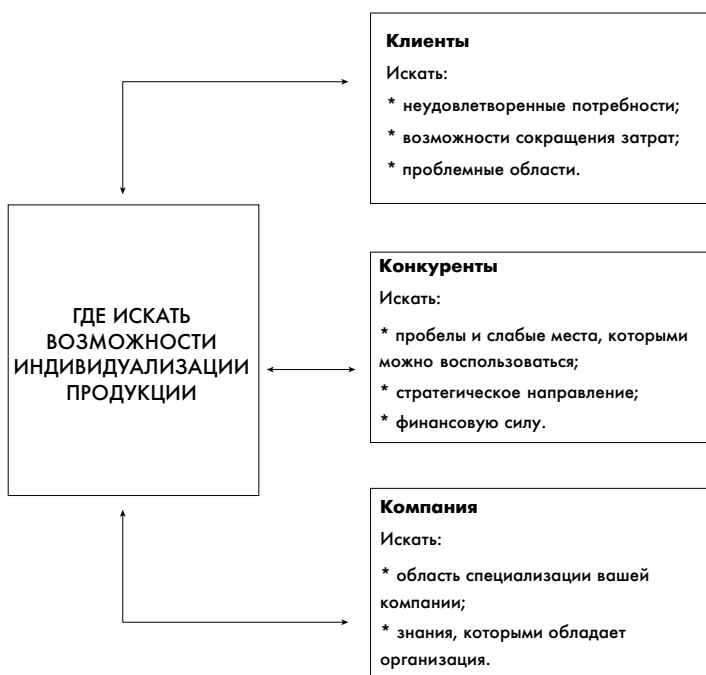 Клиенты
Искать:
* неудовлетворенные потребности;
* возможности сокращения затрат;
* проблемные области.
ГДЕ ИСКАТЬ
ВОЗМОЖНОСТИ
ИНДИВИДУАЛИЗАЦИИ
ПРОДУКЦИИ
Конкуренты
Искать:
* пробелы и слабые места, которыми
можно воспользоваться;
* стратегическое направление;
* финансовую силу.
Компания
Искать:
* область специализации вашей
компании;
* знания, которыми обладает
организация.